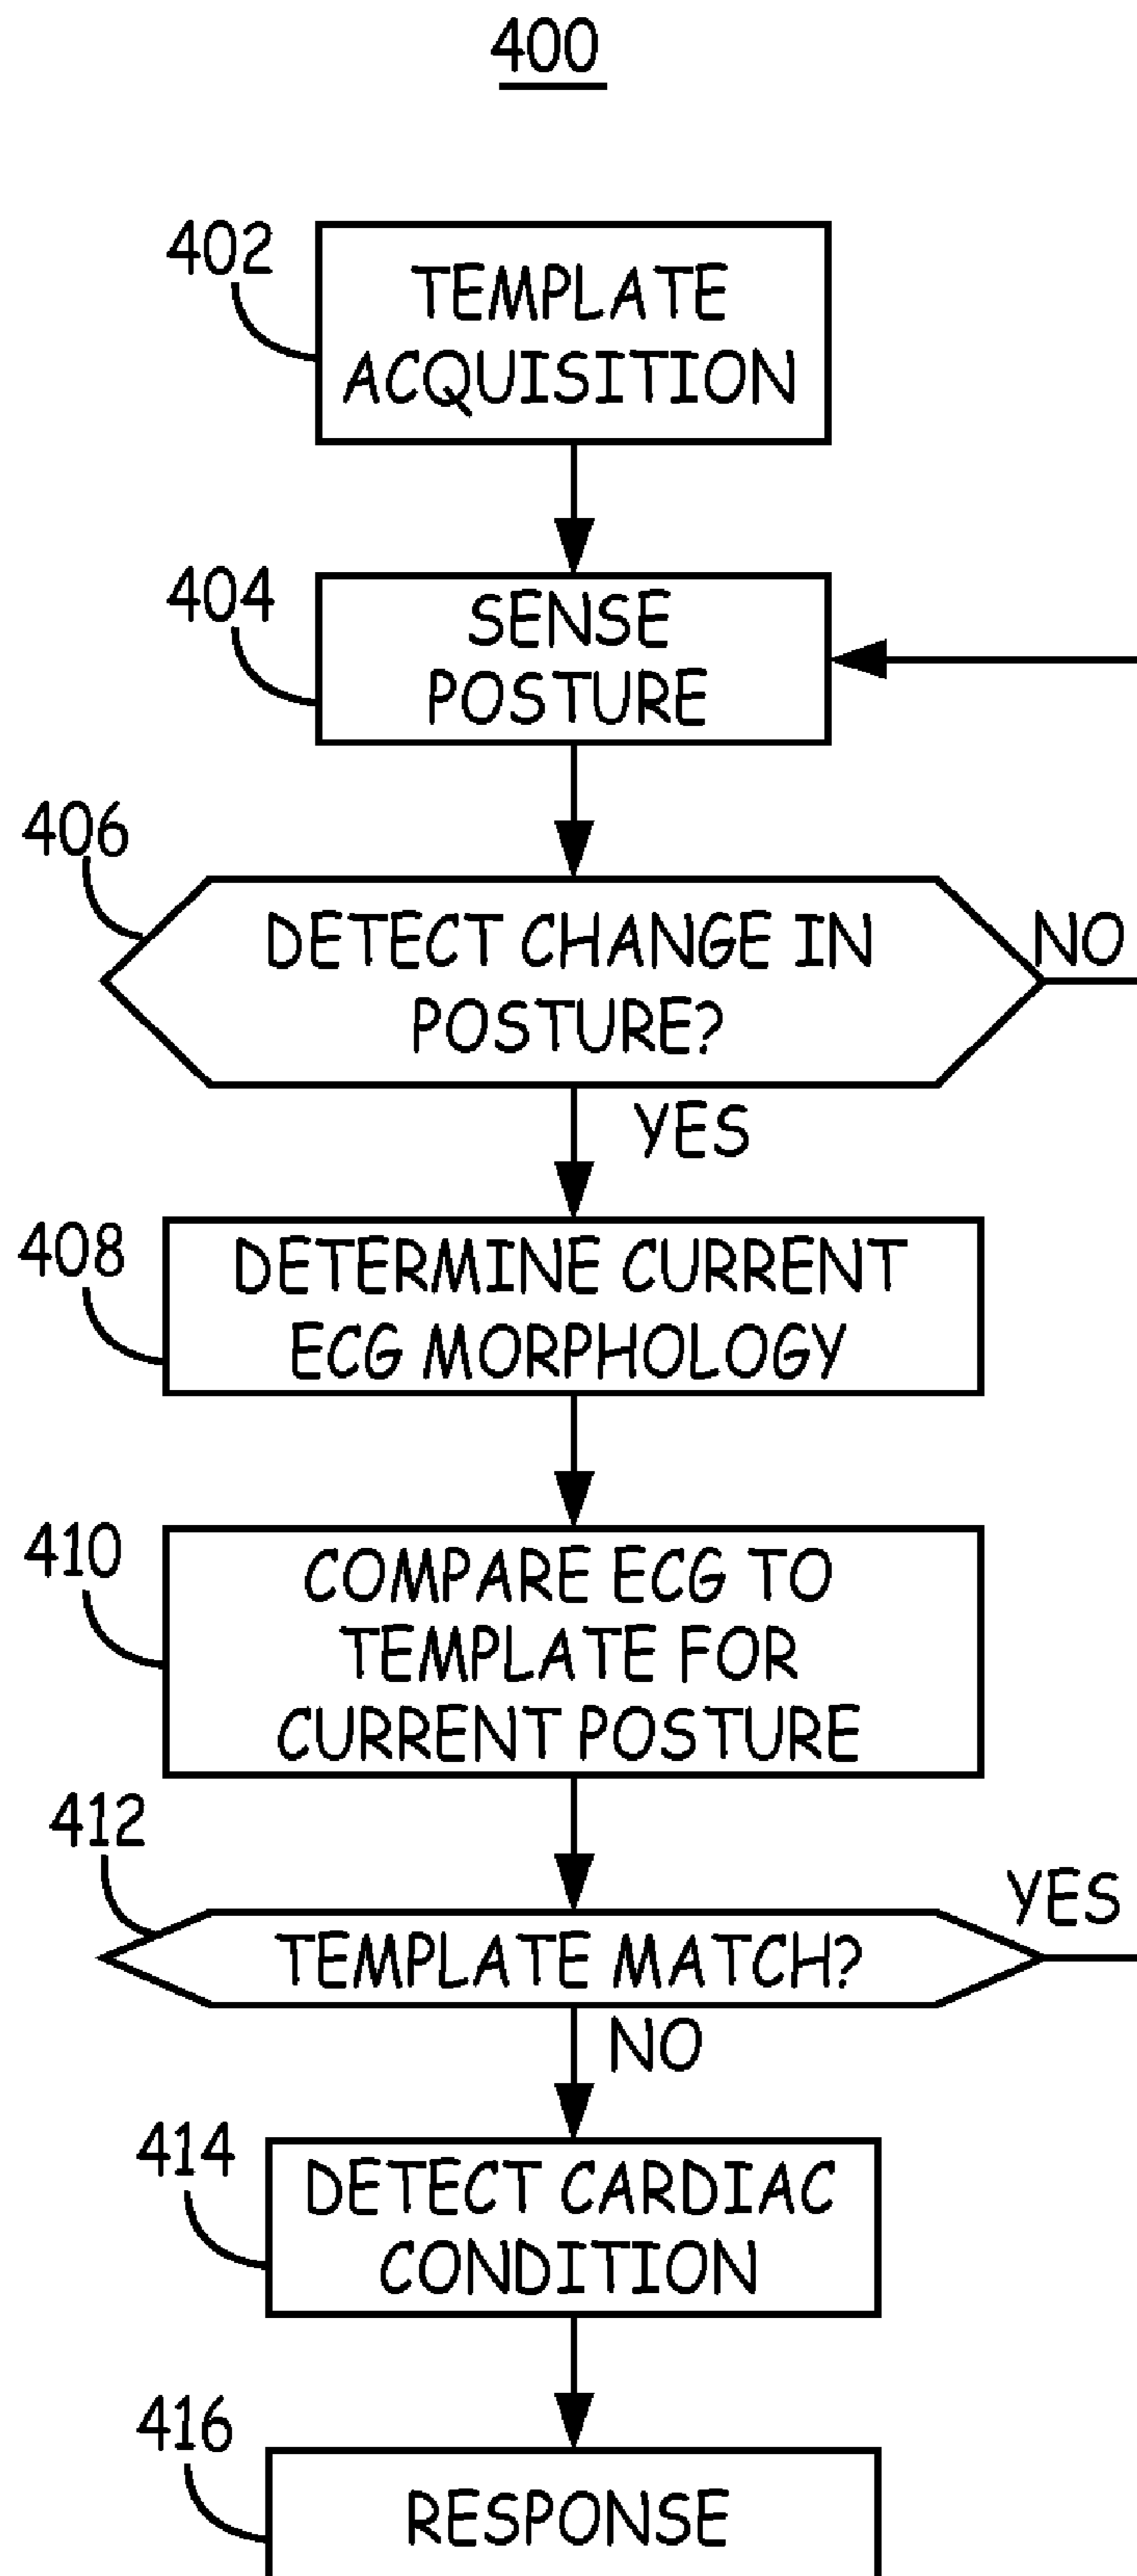 400
402
TEMPLATE
ACQUISITION
404
SENSE
POSTURE
406
DETECT CHANGE IN
POSTURE?
NO
YES
408
DETERMINE CURRENT
ECG MORPHOLOGY
410
COMPARE ECG TO
TEMPLATE FOR
CURRENT POSTURE
412
TEMPLATE MATCH?
YES
NO
414
DETECT CARDIAC
CONDITION
416
RESPONSE